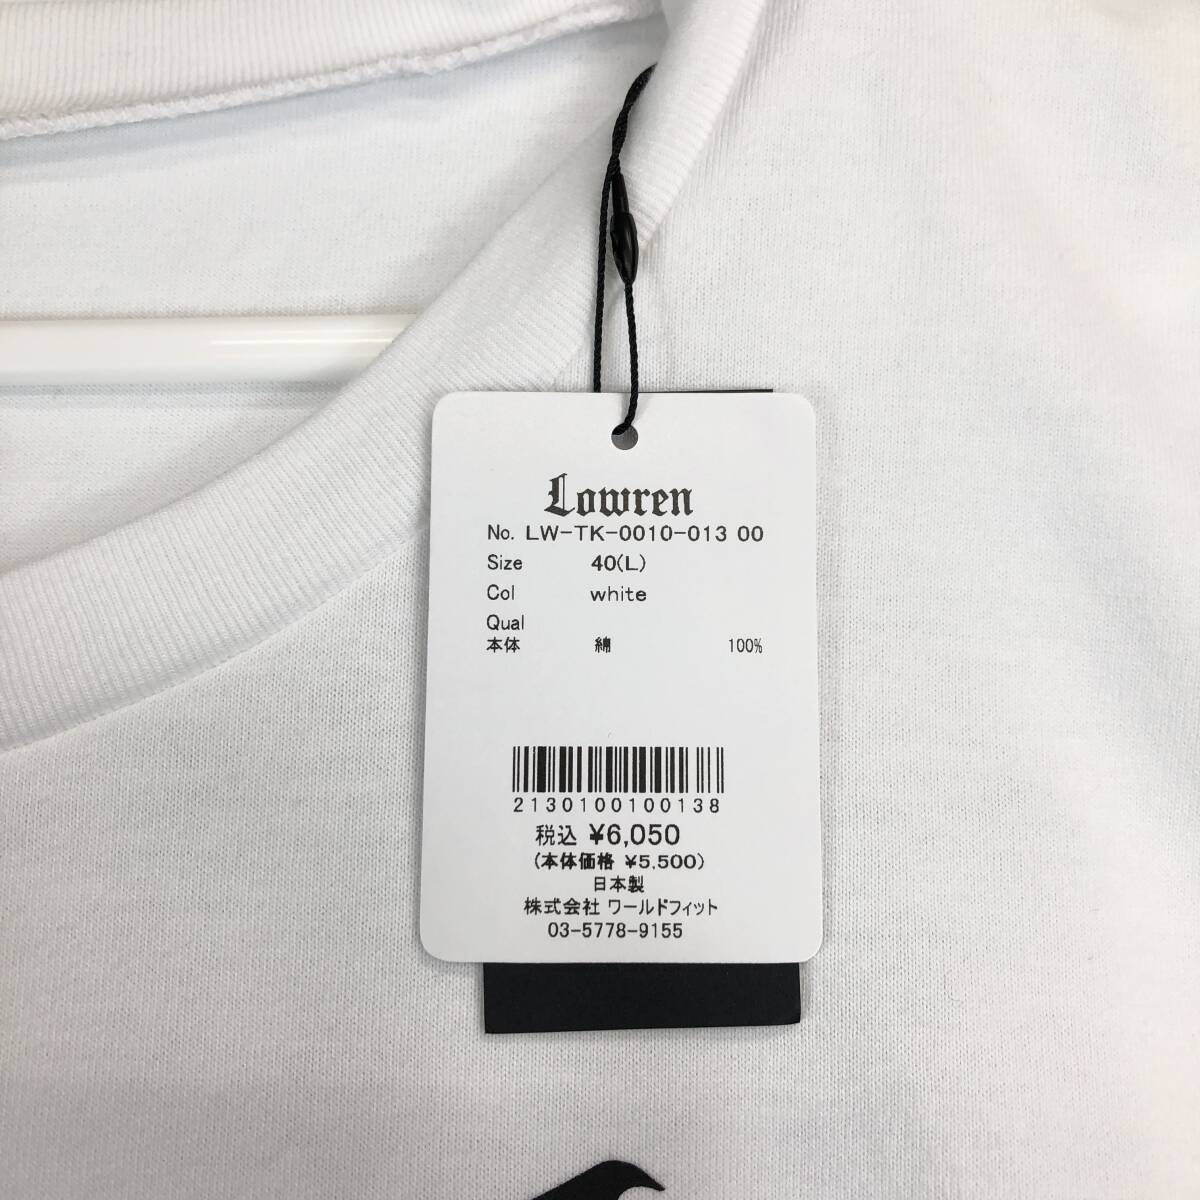 Lowren
No. LW-TK-0010-013 00
Size 40(L)
Col white
Qual
本体 綿 100%
2130100100138
税込 ¥6,050
(本体価格 ¥5,500)
日本製
株式会社 ワールドフィット
03-5778-9155